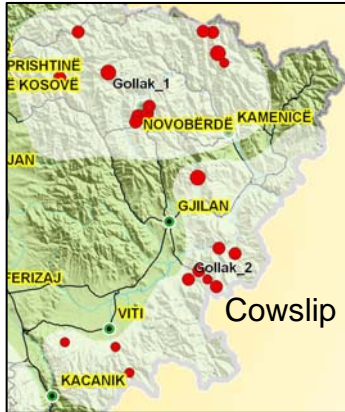 PRISHTINË
E KOSOVË
Gollak_1
NOVOBËRDË
KAMENICË
JAN
GJILAN
Gollak_2
FERIZAJ
Cowslip
VITI
KACANIK